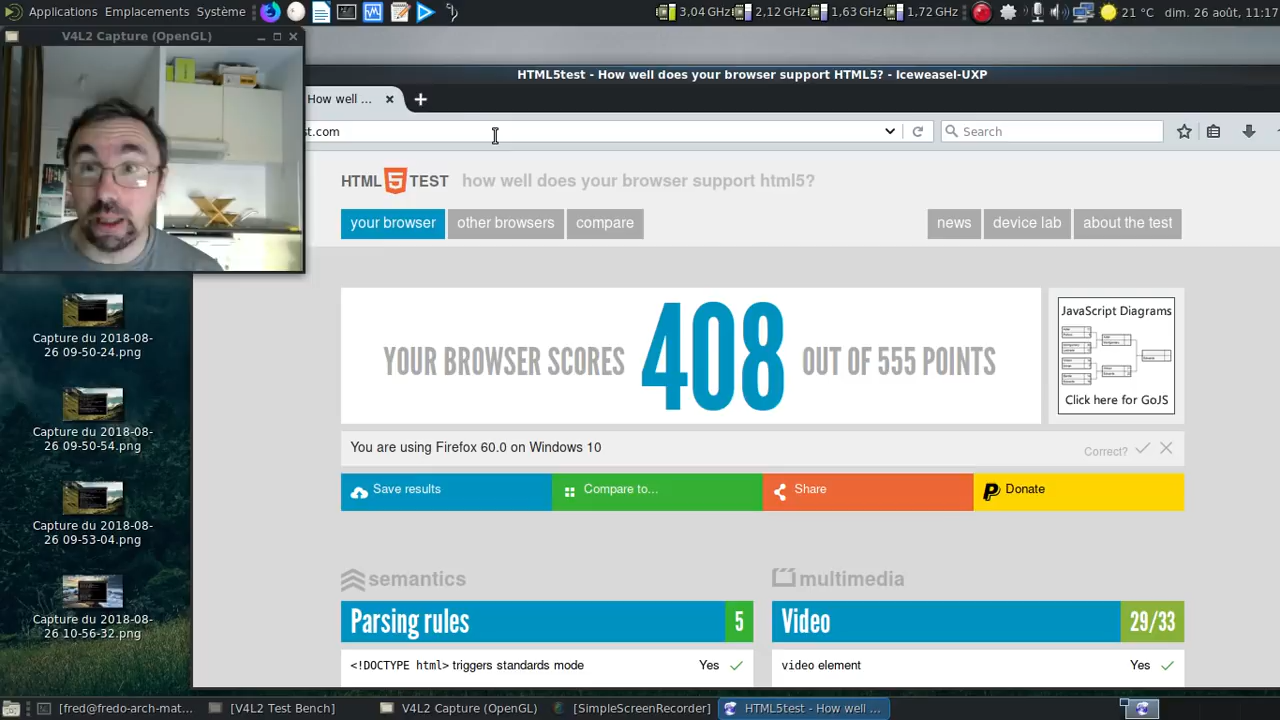 Applications Emplacements Système
3,04 GHz 2,12 GHz 1,63 GHz 1,72 GHz 21 °C dim. 26 août, 11:17
V4L2 Capture (OpenGL)
HTML5test - How well does your browser support HTML5? - Iceweasel-UXP
How well ...
st.com
Search
HTML 5 TEST how well does your browser support html5?
your browser other browsers compare news device lab about the test
YOUR BROWSER SCORES 408 OUT OF 555 POINTS
JavaScript Diagrams
Click here for GoJS
You are using Firefox 60.0 on Windows 10 Correct?
Save results Compare to... Share Donate
semantics multimedia
Parsing rules 5 Video 29/33
<!DOCTYPE html> triggers standards mode Yes video element Yes
Capture du 2018-08-
26 09-50-24.png
Capture du 2018-08-
26 09-50-54.png
Capture du 2018-08-
26 09-53-04.png
Capture du 2018-08-
26 10-56-32.png
[fred@fredo-arch-mat... [V4L2 Test Bench] V4L2 Capture (OpenGL) [SimpleScreenRecorder] HTML5test - How well ...